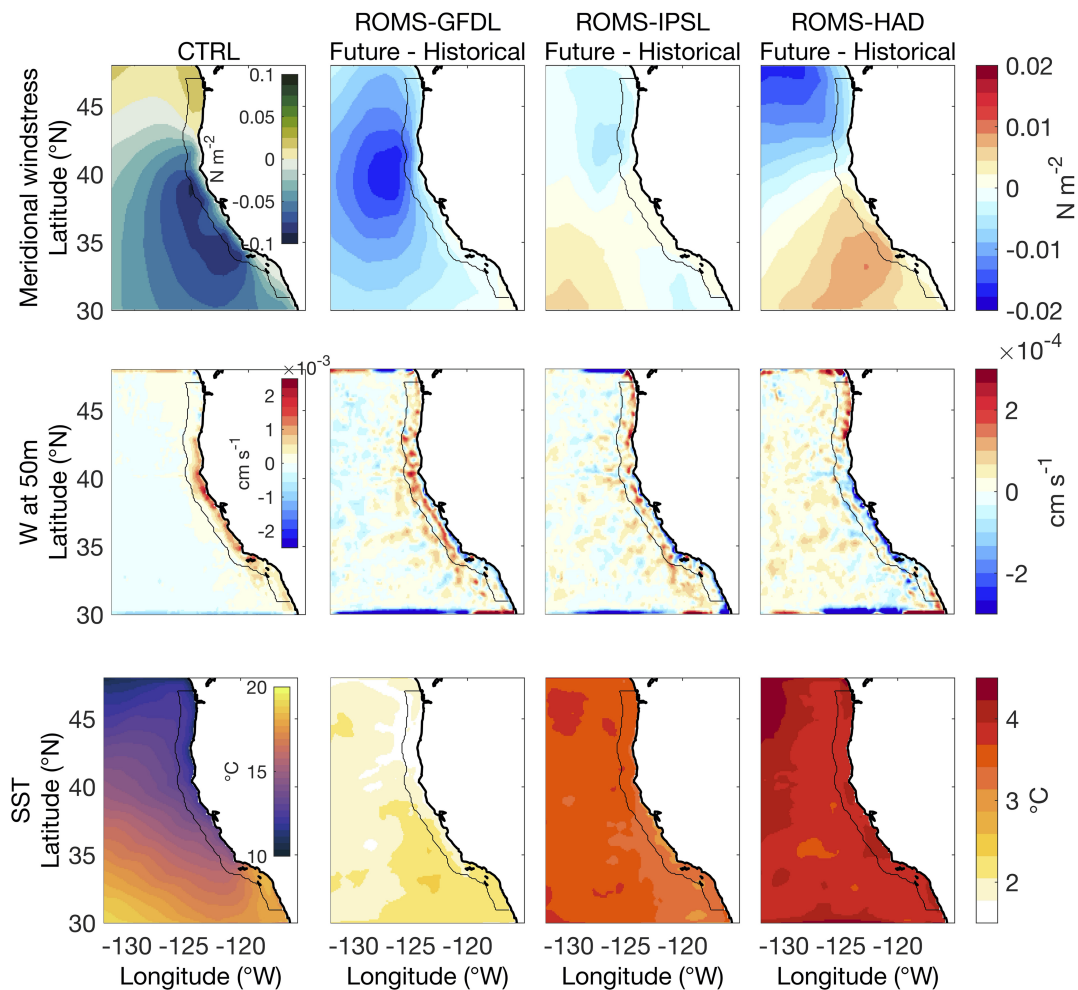 ROMS-GFDL ROMS-IPSL ROMS-HAD
CTRL Future - Historical Future - Historical Future - Historical
Meridional windstress
Latitude (°N)
45
40
35
30
0.1
0.05
0
-0.05
-0.1
N m-2
0.02
0.01
0
-0.01
-0.02
N m-2
W at 50m
Latitude (°N)
45
40
35
30
×10-3
2
1
0
-1
-2
cm s-1
×10-4
2
0
-2
cm s-1
SST
Latitude (°N)
45
40
35
30
20
15
10
°C
4
3
2
°C
-130 -125 -120 -130 -120 -130 -120 -130 -120
Longitude (°W) Longitude (°W) Longitude (°W) Longitude (°W)